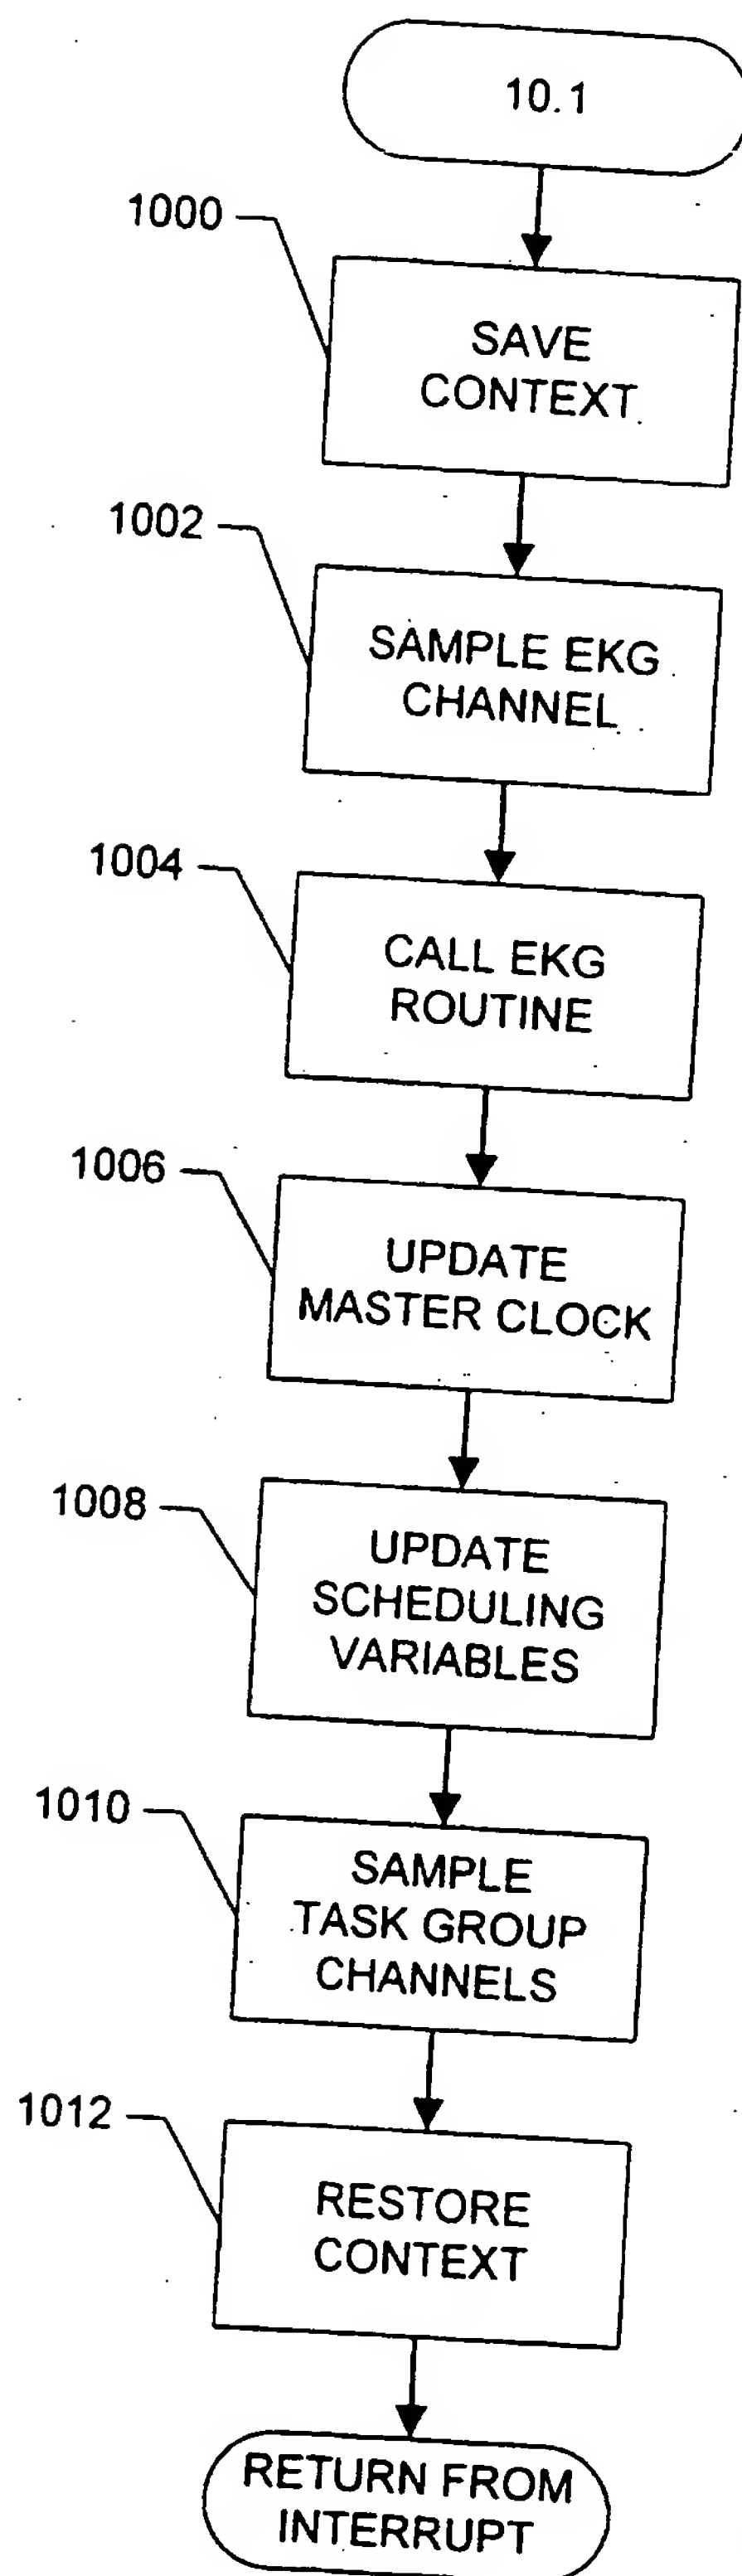 10.1
1000
SAVE
CONTEXT
1002
SAMPLE EKG
CHANNEL
1004
CALL EKG
ROUTINE
1006
UPDATE
MASTER CLOCK
1008
UPDATE
SCHEDULING
VARIABLES
1010
SAMPLE
TASK GROUP
CHANNELS
1012
RESTORE
CONTEXT
RETURN FROM
INTERRUPT